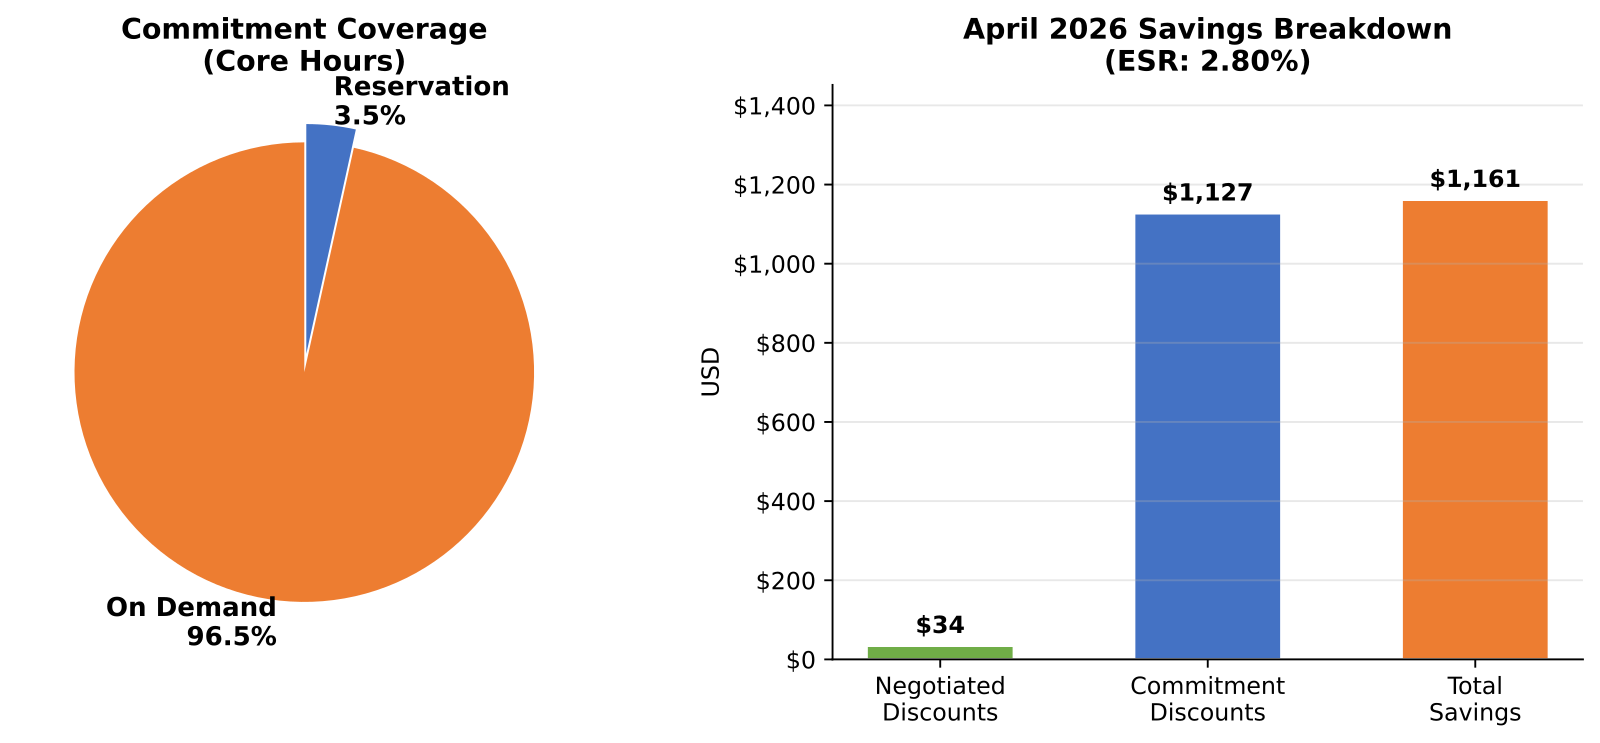 Commitment Coverage
(Core Hours)
Reservation
3.5%
On Demand
96.5%
April 2026 Savings Breakdown
(ESR: 2.80%)
USD
$1,400
$1,200
$1,000
$800
$600
$400
$200
$0
$34
$1,127
$1,161
Negotiated
Discounts
Commitment
Discounts
Total
Savings